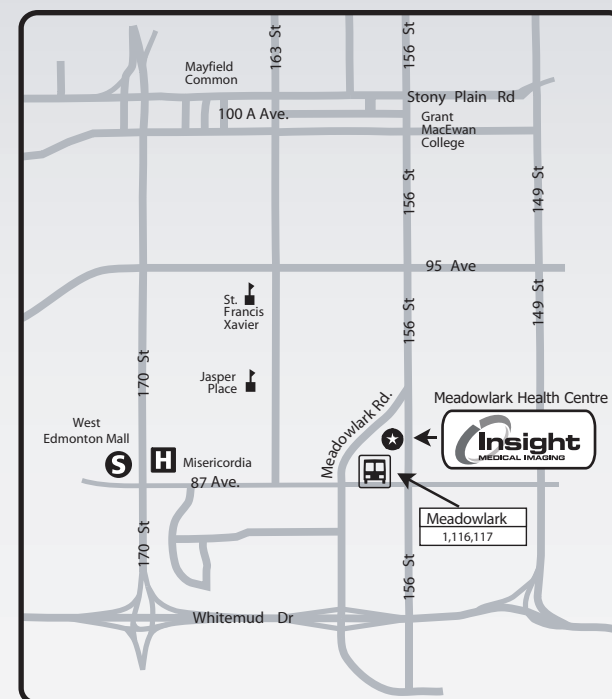 163 St
156 St
Mayfield
Common
Stony Plain Rd
100 A Ave.
Grant
MacEwan
College
156 St
149 St
95 Ave
St.
Francis
Xavier
156 St
149 St
170 St
Jasper
Place
Meadowlark Rd.
Meadowlark Health Centre
Insight
MEDICAL IMAGING
West
Edmonton Mall
S
H
Misericordia
87 Ave.
Meadowlark
1,116,117
170 St
156 St
Whitemud Dr